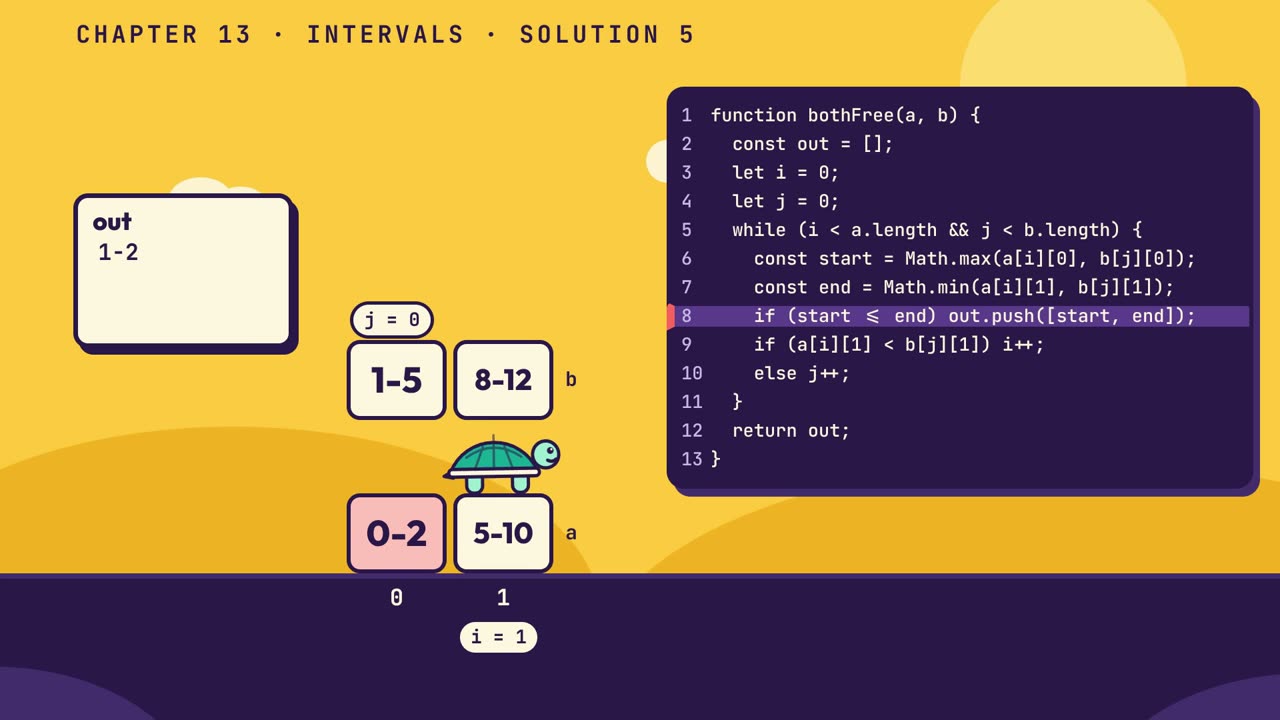 CHAPTER 13 · INTERVALS · SOLUTION 5
out
1-2
j = 0
1-5 8-12 b
0-2 5-10 a
0 1
i = 1
1 function bothFree(a, b) {
2   const out = [];
3   let i = 0;
4   let j = 0;
5   while (i < a.length && j < b.length) {
6     const start = Math.max(a[i][0], b[j][0]);
7     const end = Math.min(a[i][1], b[j][1]);
8     if (start <= end) out.push([start, end]);
9     if (a[i][1] < b[j][1]) i++;
10     else j++;
11   }
12   return out;
13 }